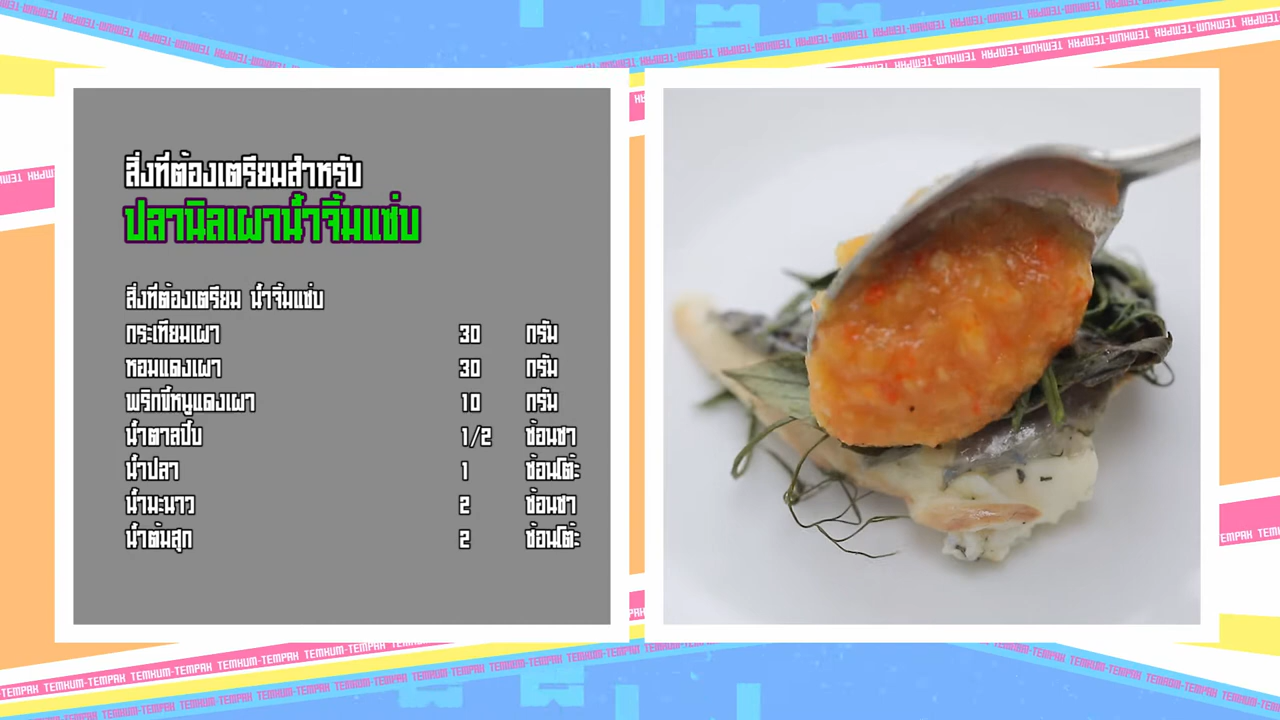 สิ่งที่ต้องเตรียมสำหรับ
ปลานิลเผาน้ำจิ้มแซ่บ
สิ่งที่ต้องเตรียม น้ำจิ้มแซ่บ
กระเทียมเผา 30 กรัม
หอมแดงเผา 30 กรัม
พริกขี้หนูแดงเผา 10 กรัม
น้ำตาลปี๊บ 1/2 ช้อนชา
น้ำปลา 1 ช้อนโต๊ะ
น้ำมะนาว 2 ช้อนชา
น้ำต้มสุก 2 ช้อนโต๊ะ
TEMKUM-TEMPAK TEMKUM-TEMPAK TEMKUM-TEMPAK